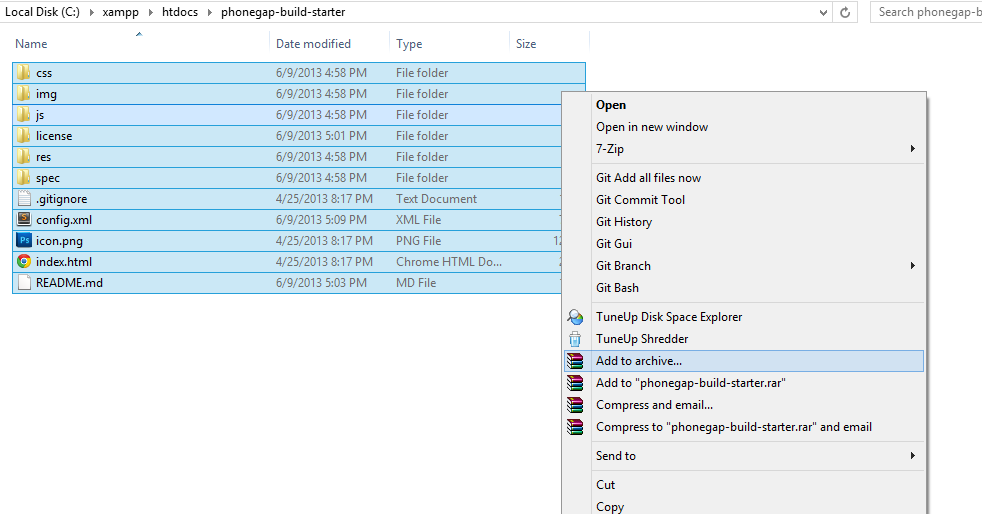 Local Disk (C:) xampp htdocs phonegap-build-starter Search phonegap-bui
Name Date modified Type Size
css 6/9/2013 4:58 PM File folder
img 6/9/2013 4:58 PM File folder
js 6/9/2013 4:58 PM File folder
license 6/9/2013 5:01 PM File folder
res 6/9/2013 4:58 PM File folder
spec 6/9/2013 4:58 PM File folder
.gitignore 4/25/2013 8:17 PM Text Document
config.xml 6/9/2013 5:09 PM XML File
icon.png 4/25/2013 8:17 PM PNG File
index.html 4/25/2013 8:17 PM Chrome HTML Do...
README.md 6/9/2013 5:03 PM MD File
Open
Open in new window
7-Zip
Git Add all files now
Git Commit Tool
Git History
Git Gui
Git Branch
Git Bash
TuneUp Disk Space Explorer
TuneUp Shredder
Add to archive...
Add to "phonegap-build-starter.rar"
Compress and email...
Compress to "phonegap-build-starter.rar" and email
Send to
Cut
Copy